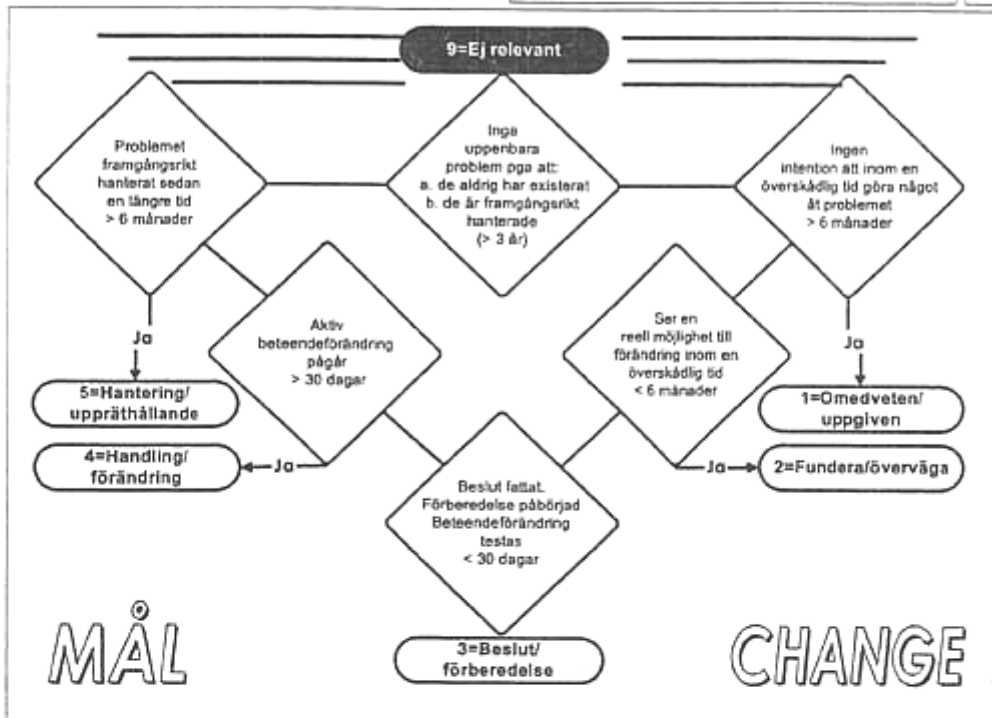 9=Ej relevant
Problemet
framgångsrikt
hanterat sedan
en längre tid
> 6 månader
Inga
uppenbara
problem pga att:
a. de aldrig har existerat
b. de är framgångsrikt
hanterade
(> 3 år)
Ingen
intention att inom en
överskådlig tid göra något
åt problemet
> 6 månader
Ja
Aktiv
beteendeförändring
pågår
> 30 dagar
Ser en
reell möjlighet till
förändring inom en
överskådlig tid
< 6 månader
Ja
5=Hantering/
uppräthållande
1=Omedveten/
uppgiven
4=Handling/
förändring
Ja
Beslut fattat.
Förberedelse påbörjad
Beteendeförändring
testas
< 30 dagar
Ja
2=Fundera/överväga
3=Beslut/
förberedelse
MÅL
CHANGE